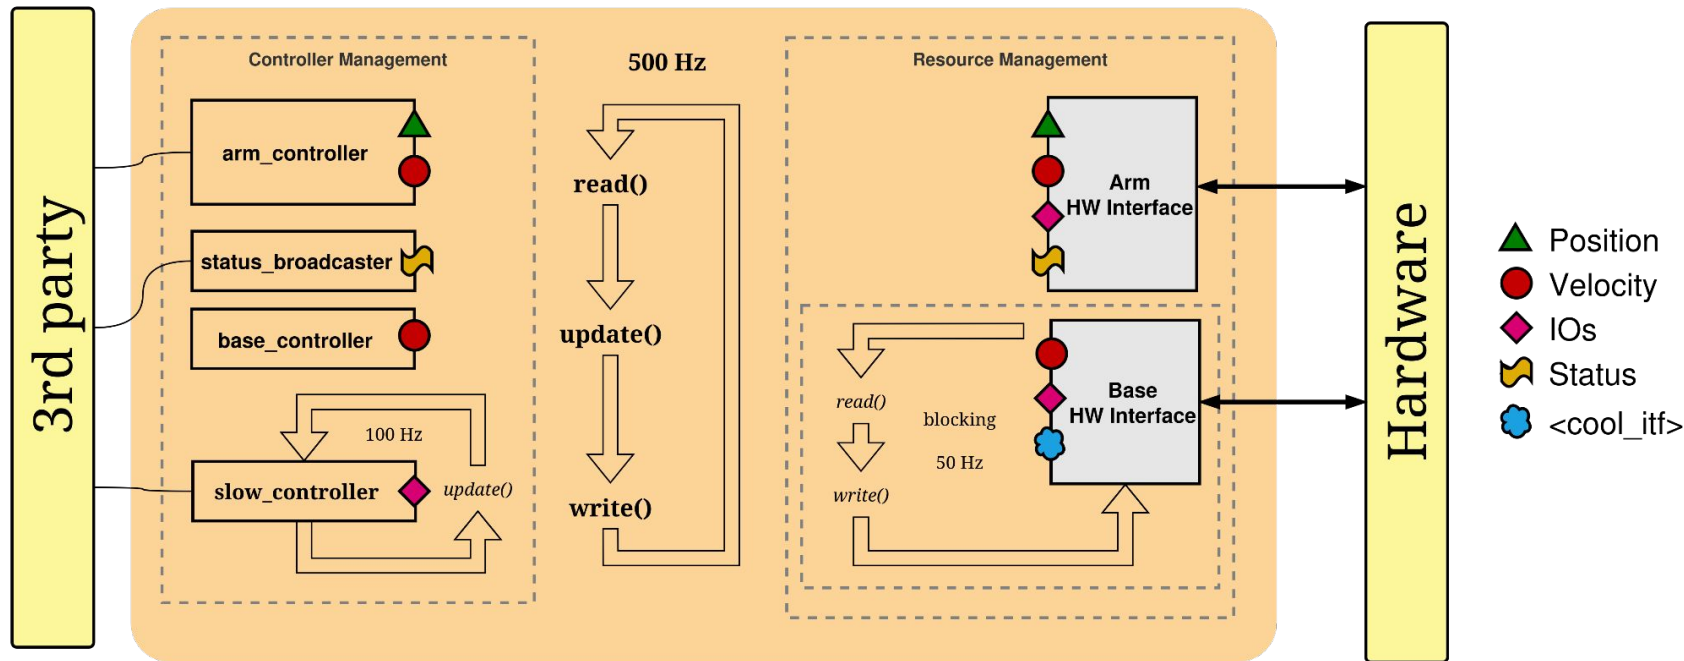 3rd party
Controller Management
arm_controller
status_broadcaster
base_controller
100 Hz
slow_controller
update()
500 Hz
read()
update()
write()
Resource Management
Arm
HW Interface
read()
blocking
50 Hz
write()
Base
HW Interface
Hardware
Position
Velocity
IOs
Status
<cool_itf>